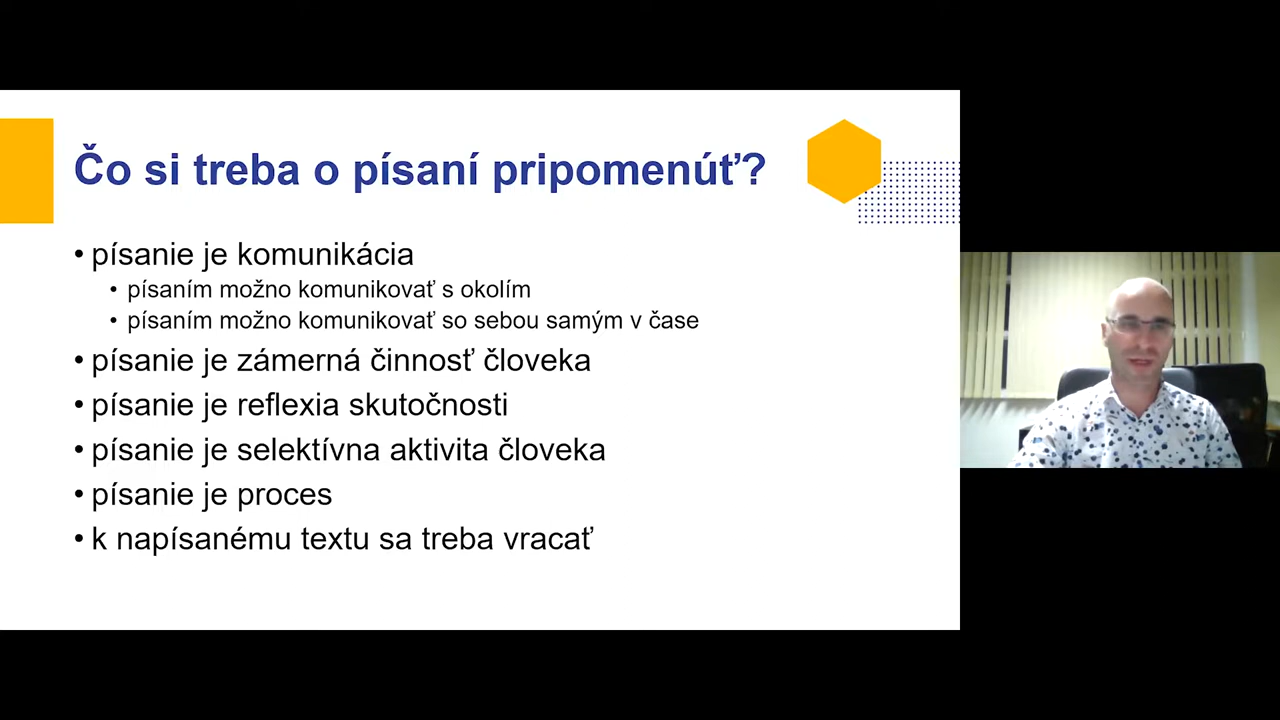 Čo si treba o písaní pripomenúť?
• písanie je komunikácia
• písaním možno komunikovať s okolím
• písaním možno komunikovať so sebou samým v čase
• písanie je zámerná činnosť človeka
• písanie je reflexia skutočnosti
• písanie je selektívna aktivita človeka
• písanie je proces
• k napísanému textu sa treba vracať